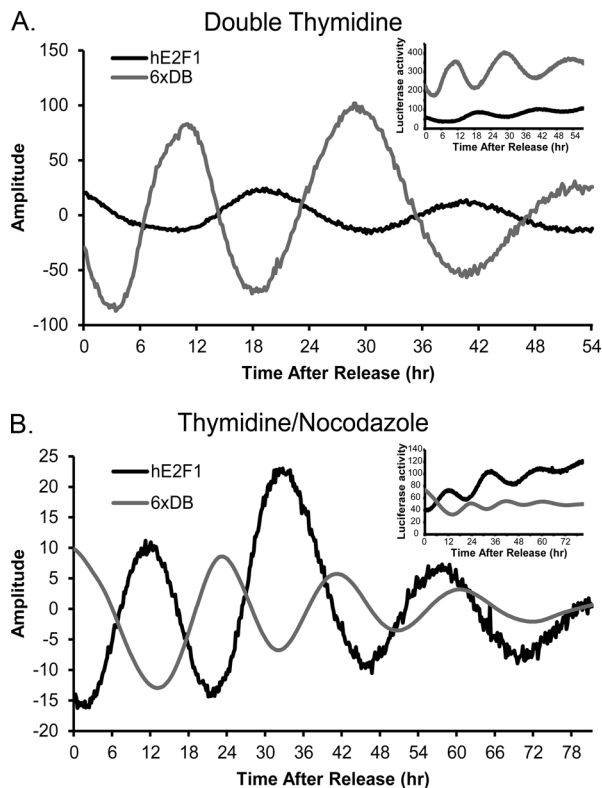 A.
Double Thymidine
hE2F1
6xDB
Amplitude
150
100
50
0
-50
-100
0 6 12 18 24 30 36 42 48 54
Time After Release (hr)
Luciferase activity
450
400
350
300
250
200
150
100
50
0
0 6 12 18 24 30 36 42 48 54
Time After Release (hr)
B.
Thymidine/Nocodazole
hE2F1
6xDB
Amplitude
25
20
15
10
5
0
-5
-10
-15
-20
0 6 12 18 24 30 36 42 48 54 60 66 72 78
Time After Release (hr)
Luciferase activity
140
120
100
80
60
40
20
0
0 12 24 36 48 60 72
Time After Release (hr)